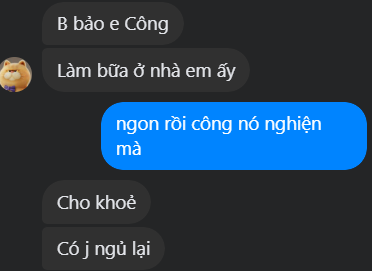 B bảo e Công
Làm bữa ở nhà em ấy
ngon rồi công nó nghiện
mà
Cho khoẻ
Có j ngủ lại